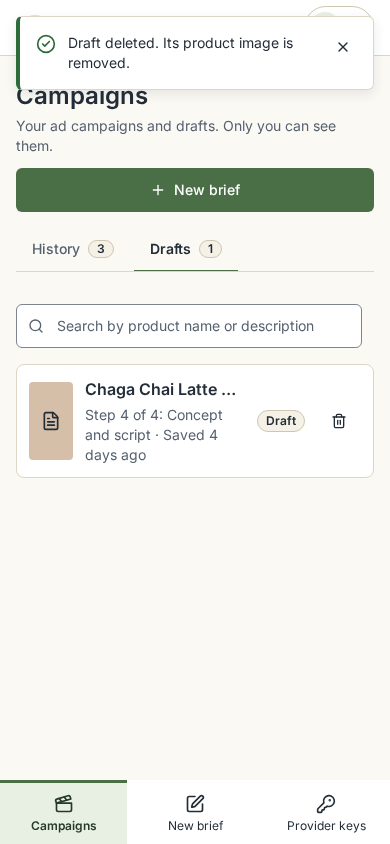 Draft deleted. Its product image is
removed.
Campaigns
Your ad campaigns and drafts. Only you can see
them.
New brief
History 3 Drafts 1
Search by product name or description
Chaga Chai Latte ...
Step 4 of 4: Concept
and script · Saved 4
days ago
Draft
Campaigns New brief Provider keys